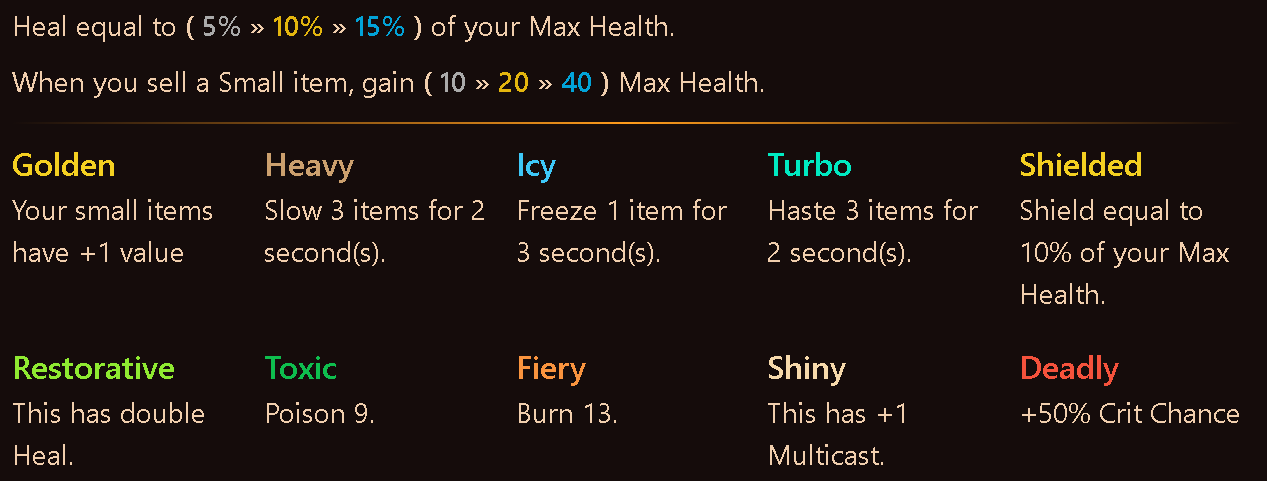 Heal equal to ( 5% » 10% » 15% ) of your Max Health.
When you sell a Small item, gain ( 10 » 20 » 40 ) Max Health.
Golden
Your small items
have +1 value
Heavy
Slow 3 items for 2
second(s).
Icy
Freeze 1 item for
3 second(s).
Turbo
Haste 3 items for
2 second(s).
Shielded
Shield equal to
10% of your Max
Health.
Restorative
This has double
Heal.
Toxic
Poison 9.
Fiery
Burn 13.
Shiny
This has +1
Multicast.
Deadly
+50% Crit Chance